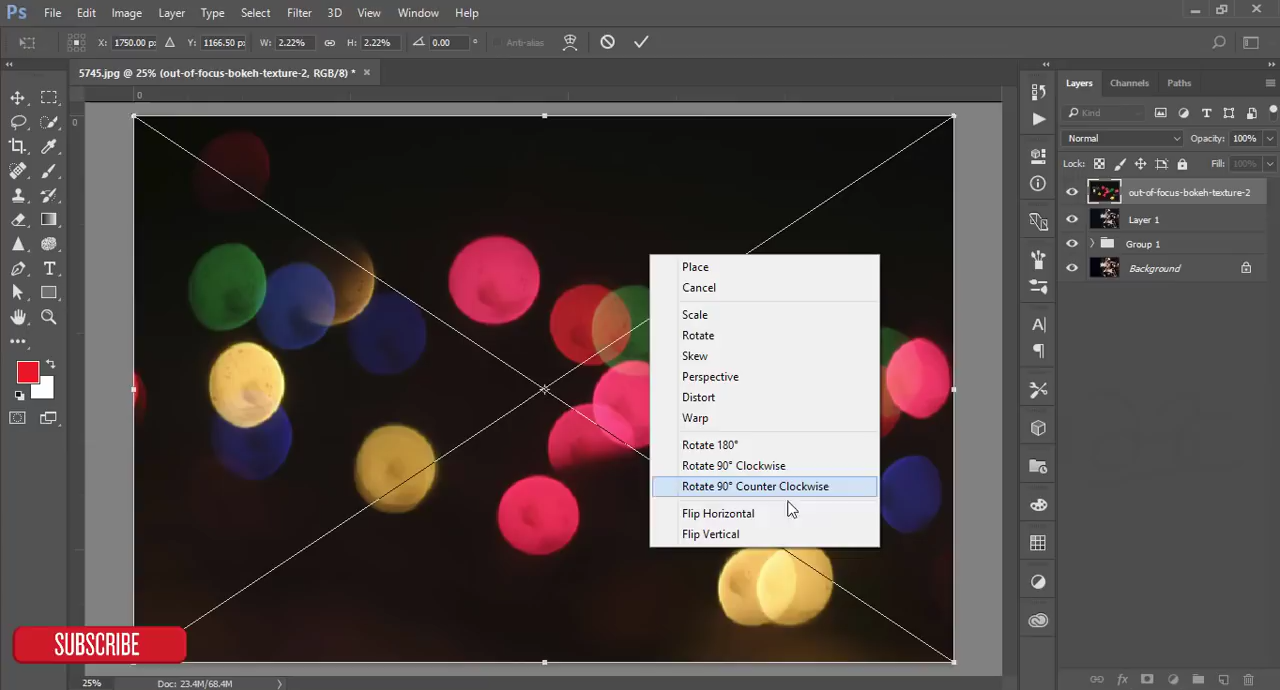 Ps File Edit Image Layer Type Select Filter 3D View Window Help
X: 1750.00 px Y: 1166.50 px W: 2.22% H: 2.22% 0.00 ° Anti-alias
5745.jpg @ 25% (out-of-focus-bokeh-texture-2, RGB/8) * ×
0
0
Place
Cancel
Scale
Rotate
Skew
Perspective
Distort
Warp
Rotate 180°
Rotate 90° Clockwise
Rotate 90° Counter Clockwise
Flip Horizontal
Flip Vertical
Layers Channels Paths
Kind
Normal Opacity: 100%
Lock: Fill: 100%
out-of-focus-bokeh-texture-2
Layer 1
Group 1
Background
SUBSCRIBE
25% Doc: 23.4M/68.4M